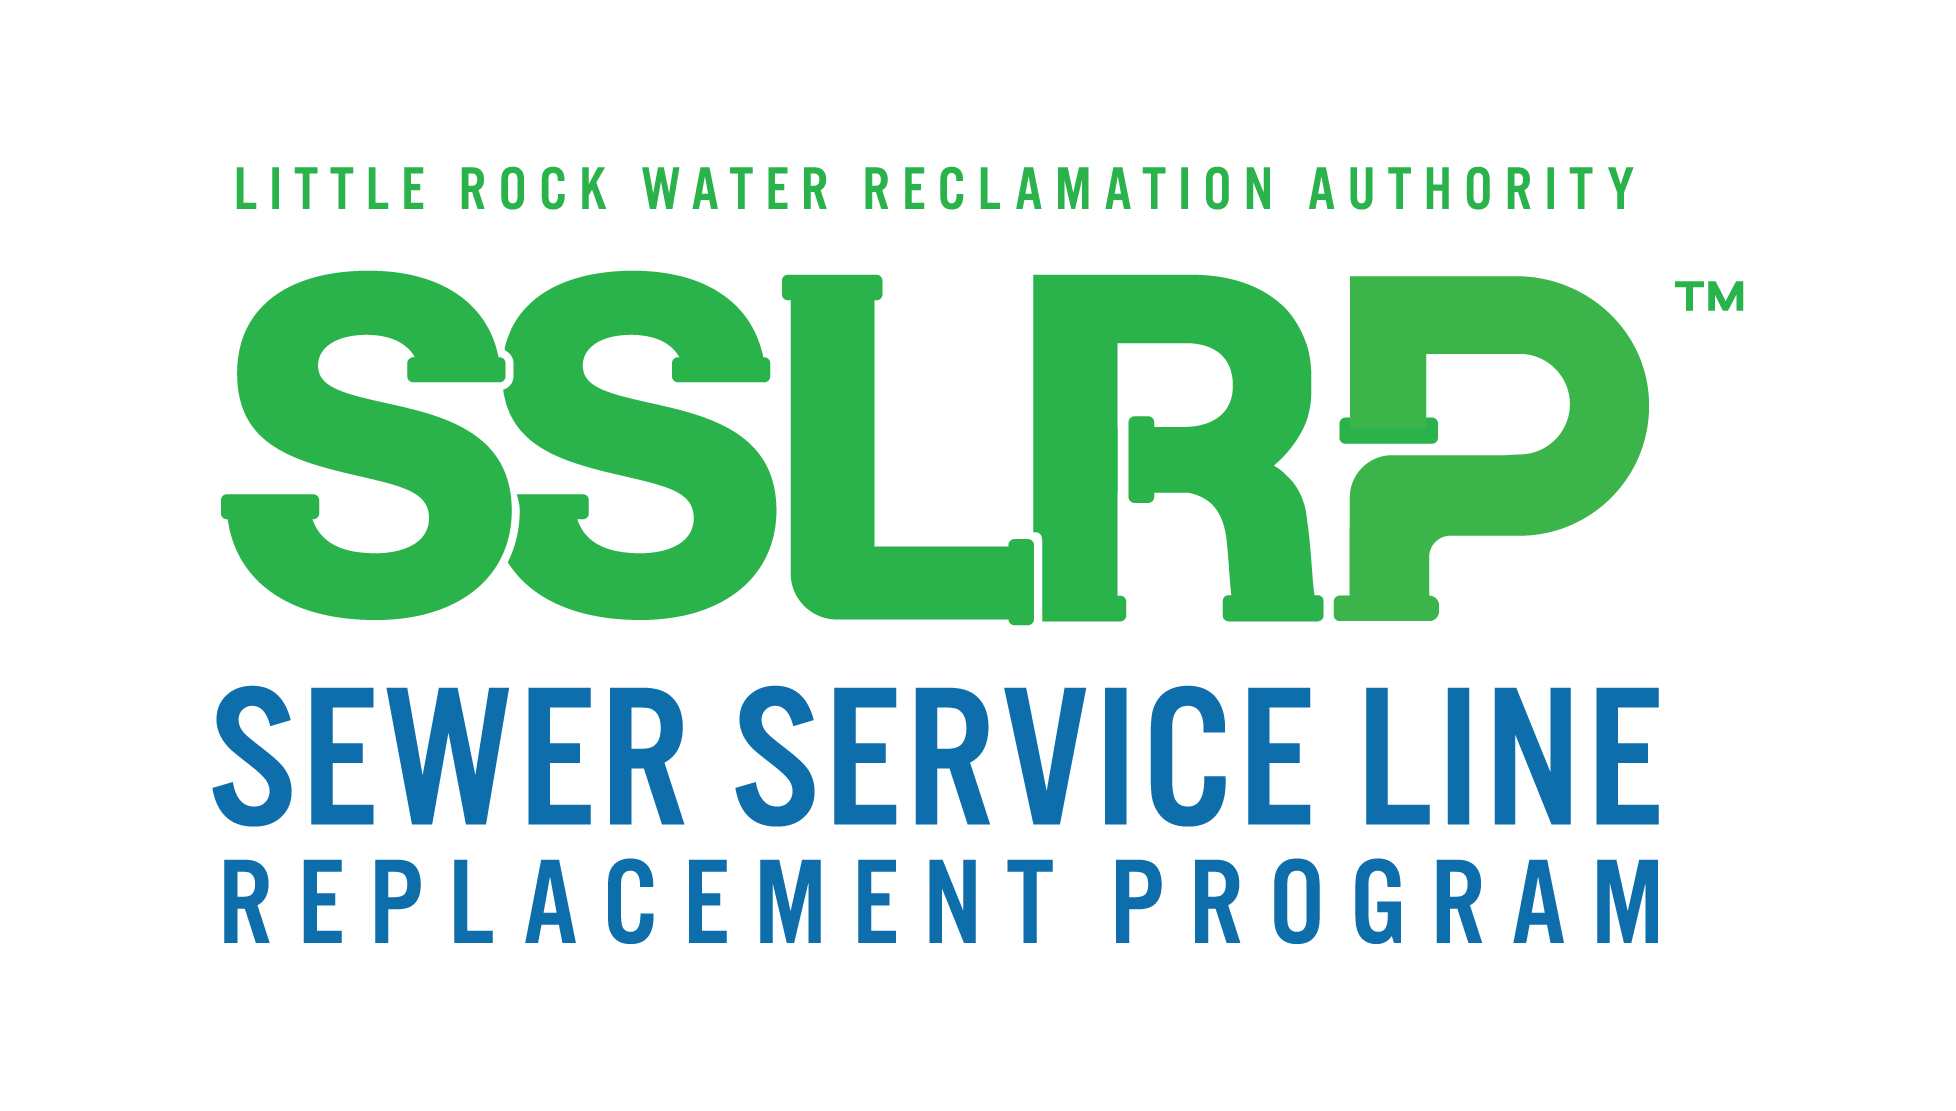 LITTLE ROCK WATER RECLAMATION AUTHORITY
SSLRP™
SEWER SERVICE LINE
REPLACEMENT PROGRAM